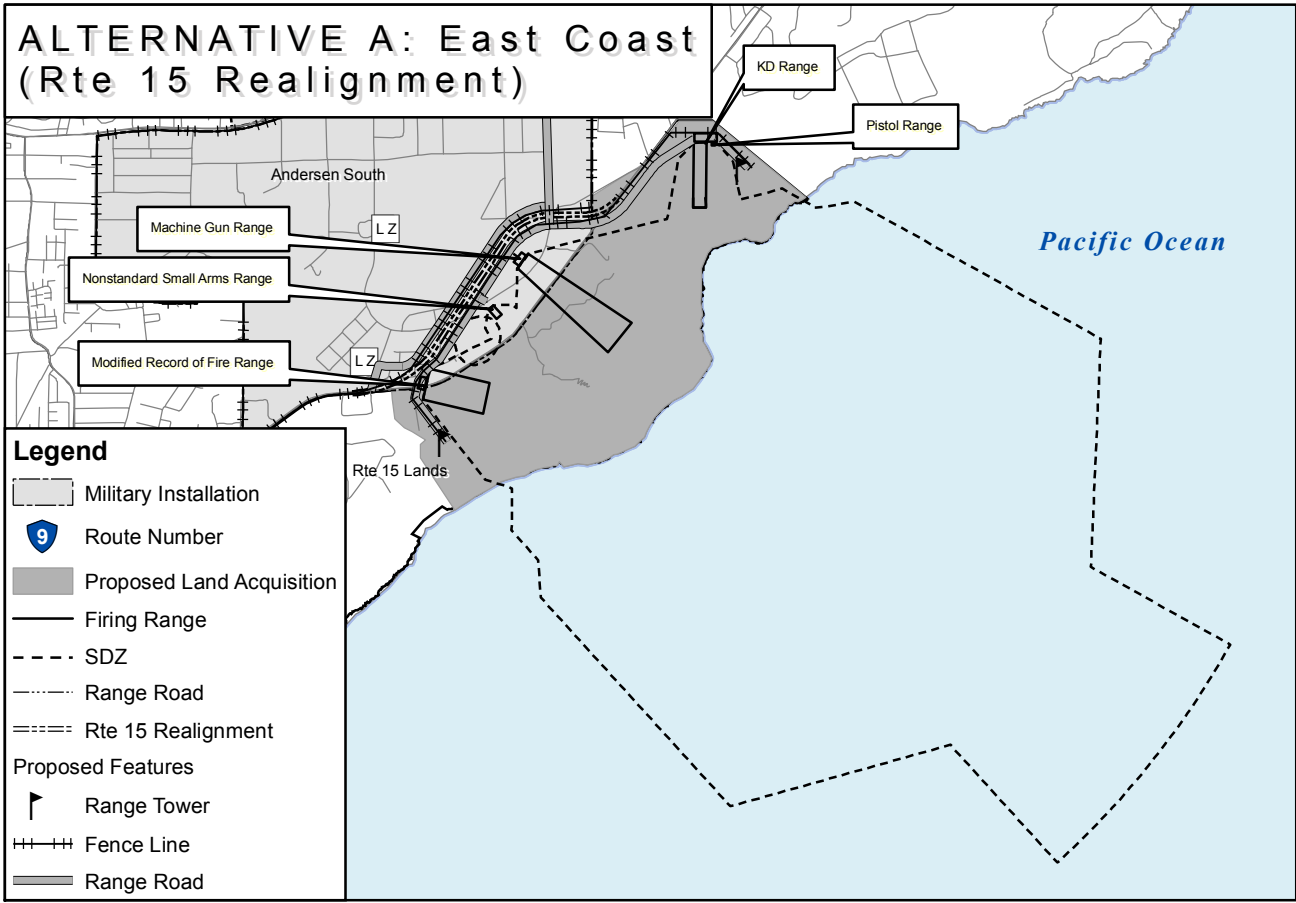 ALTERNATIVE A: East Coast
(Rte 15 Realignment)
KD Range
Pistol Range
Andersen South
LZ
Machine Gun Range
Pacific Ocean
Nonstandard Small Arms Range
Modified Record of Fire Range
LZ
Rte 15 Lands
Legend
Military Installation
9 Route Number
Proposed Land Acquisition
Firing Range
SDZ
Range Road
Rte 15 Realignment
Proposed Features
Range Tower
Fence Line
Range Road